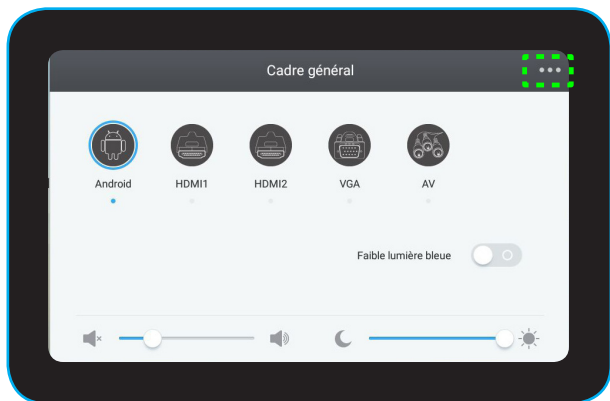 Cadre général
Android
HDMI1
HDMI2
VGA
AV
Faible lumière bleue